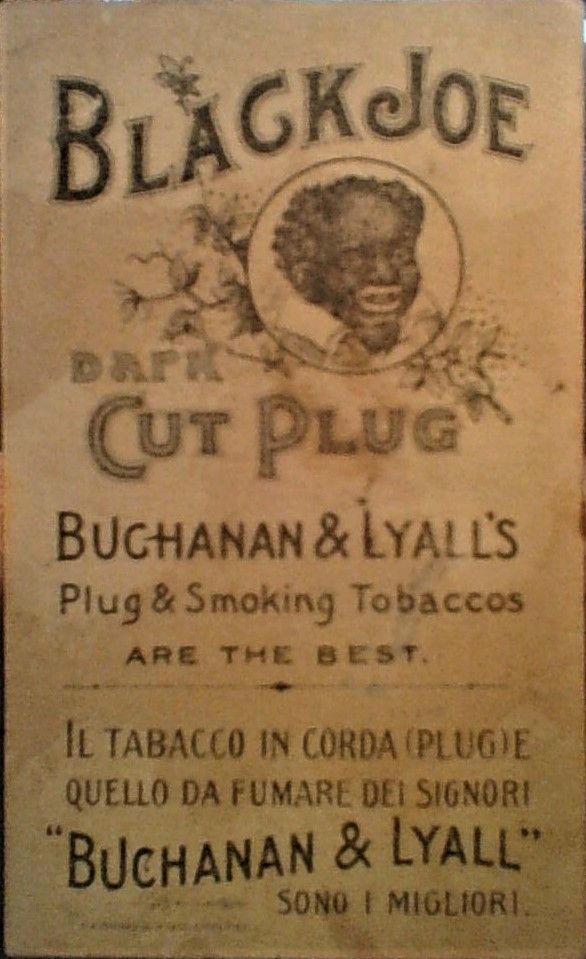 BLACK JOE
DARK
CUT PLUG
BUCHANAN & LYALL'S
Plug & Smoking Tobaccos
ARE THE BEST.
IL TABACCO IN CORDA (PLUG) E
QUELLO DA FUMARE DEI SIGNORI
"BUCHANAN & LYALL"
SONO I MIGLIORI.